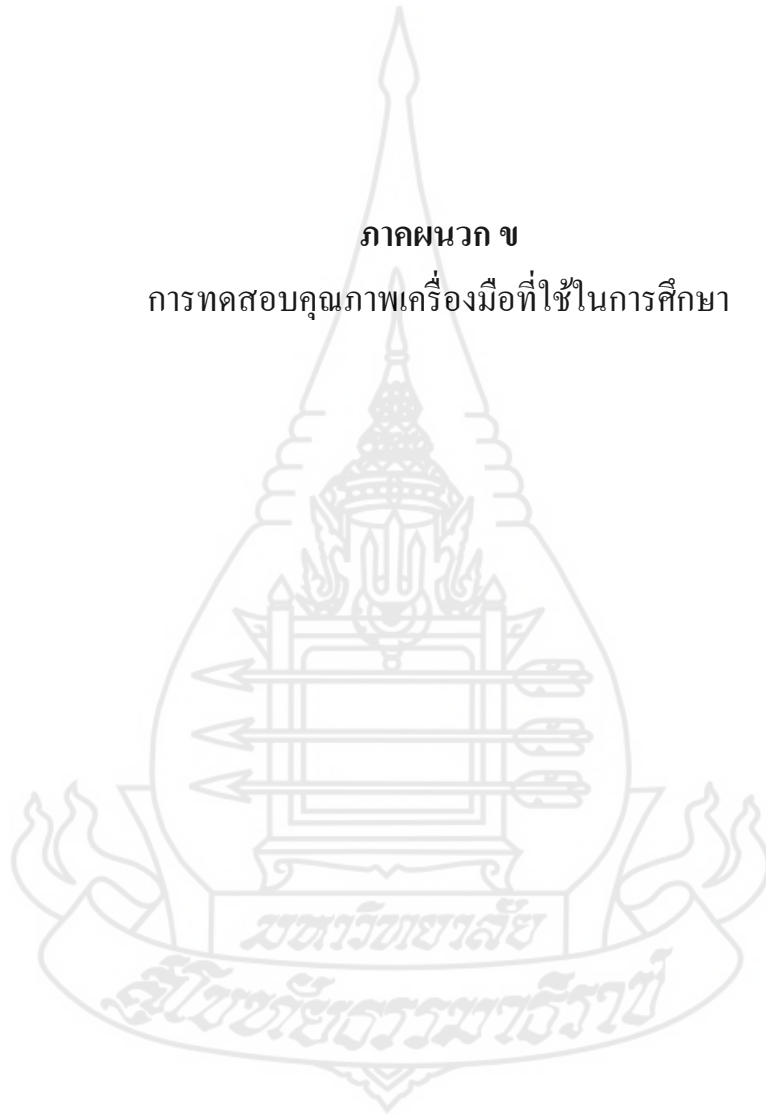 ภาคผนวก ข
การทดสอบคุณภาพเครื่องมือที่ใช้ในการศึกษา
มหาวิทยาลัย
สุโขทัยธรรมาธิราช